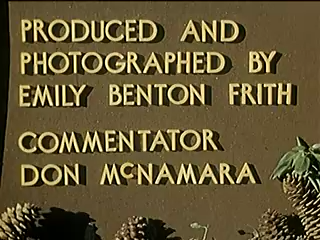 PRODUCED AND
PHOTOGRAPHED BY
EMILY BENTON FRITH
COMMENTATOR
DON McNAMARA